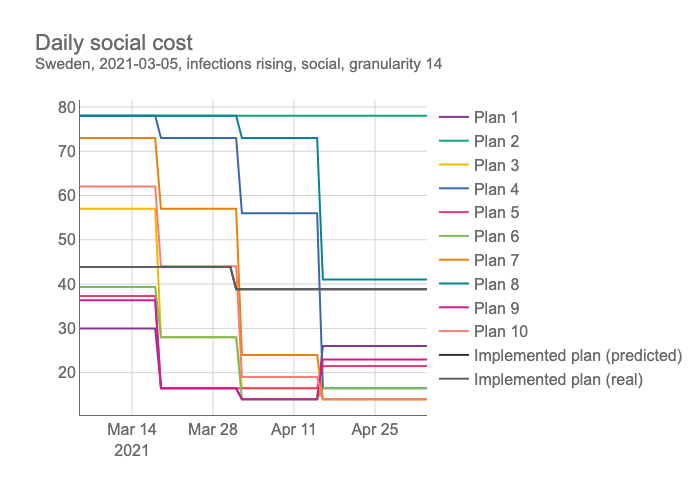 Daily social cost
Sweden, 2021-03-05, infections rising, social, granularity 14
80
70
60
50
40
30
20
Mar 14
2021
Mar 28
Apr 11
Apr 25
Plan 1
Plan 2
Plan 3
Plan 4
Plan 5
Plan 6
Plan 7
Plan 8
Plan 9
Plan 10
Implemented plan (predicted)
Implemented plan (real)